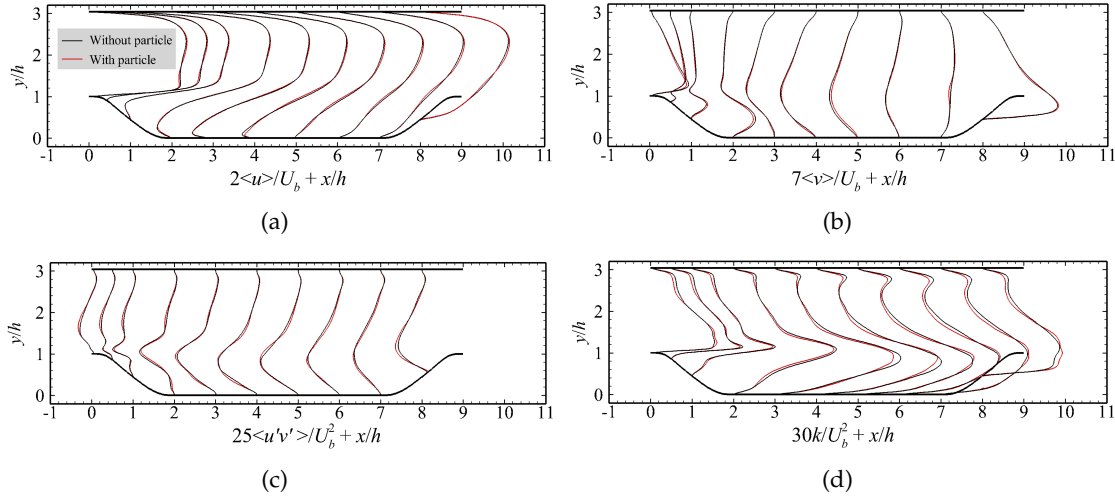 3
2
1
0
y/h
Without particle
With particle
-1 0 1 2 3 4 5 6 7 8 9 10 11
2<u>/U_b + x/h
(a)
3
2
1
0
y/h
-1 0 1 2 3 4 5 6 7 8 9 10 11
7<v>/U_b + x/h
(b)
3
2
1
0
y/h
-1 0 1 2 3 4 5 6 7 8 9 10 11
25<u'v'>/U_b^2 + x/h
(c)
3
2
1
0
y/h
-1 0 1 2 3 4 5 6 7 8 9 10 11
30k/U_b^2 + x/h
(d)